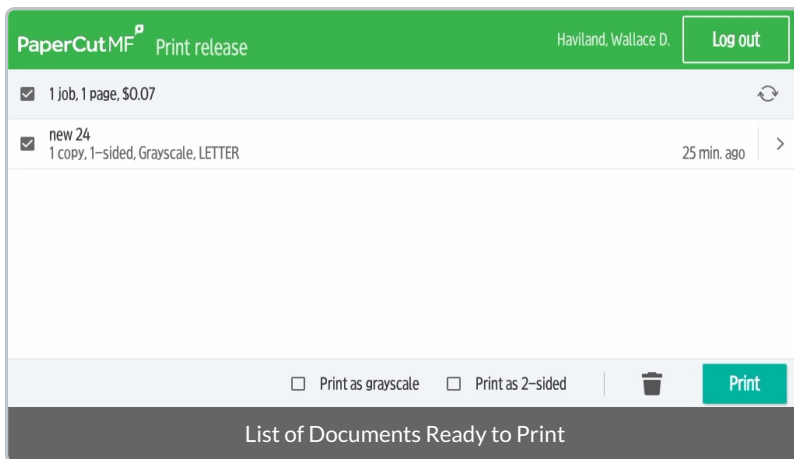 PaperCut MF Print release Haviland, Wallace D. Log out
1 job, 1 page, $0.07
new 24
1 copy, 1-sided, Grayscale, LETTER 25 min. ago
Print as grayscale Print as 2-sided Print
List of Documents Ready to Print